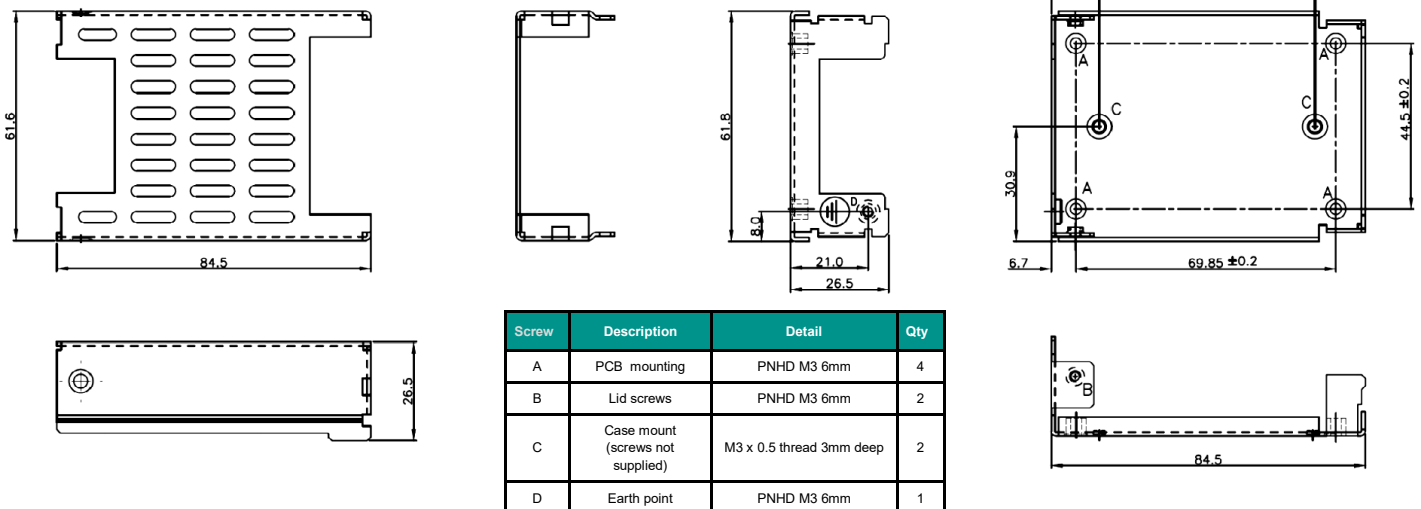 61.6
84.5
61.8
8.0
D
21.0
26.5
A
A
C
C
A
A
30.9
44.5 ±0.2
6.7
69.85 ±0.2
26.5
Screw Description Detail Qty
A PCB mounting PNHD M3 6mm 4
B Lid screws PNHD M3 6mm 2
C Case mount
(screws not
supplied) M3 x 0.5 thread 3mm deep 2
D Earth point PNHD M3 6mm 1
B
84.5